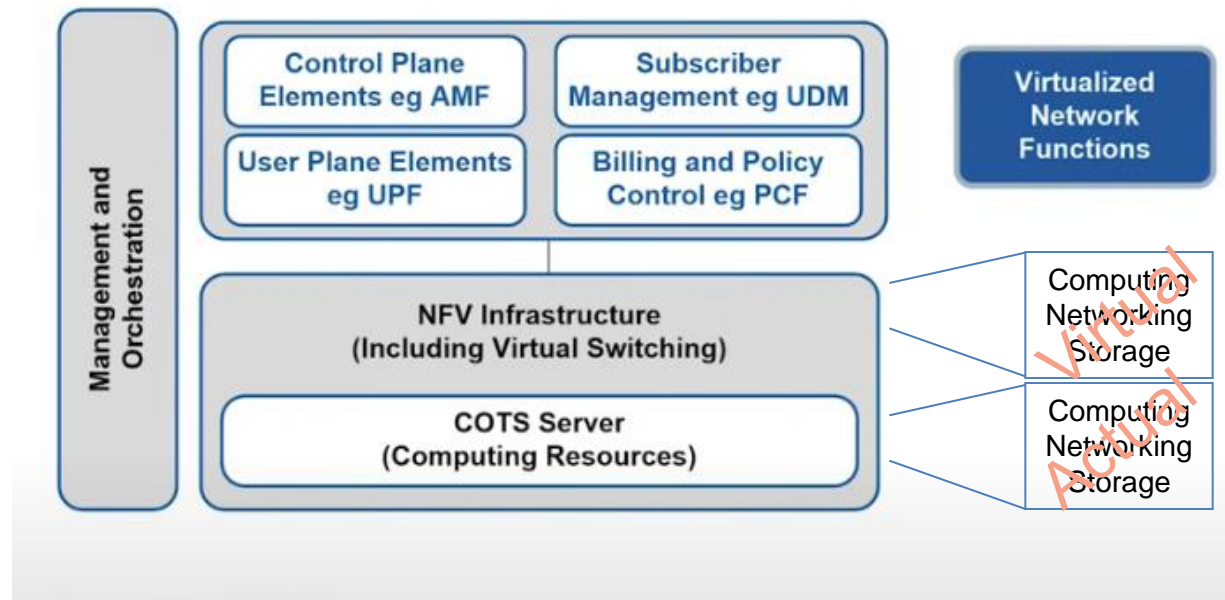 Management and
Orchestration
Control Plane
Elements eg AMF
Subscriber
Management eg UDM
User Plane Elements
eg UPF
Billing and Policy
Control eg PCF
Virtualized
Network
Functions
NFV Infrastructure
(Including Virtual Switching)
COTS Server
(Computing Resources)
Computing
Networking
Storage
Virtual
Computing
Networking
Storage
Actual